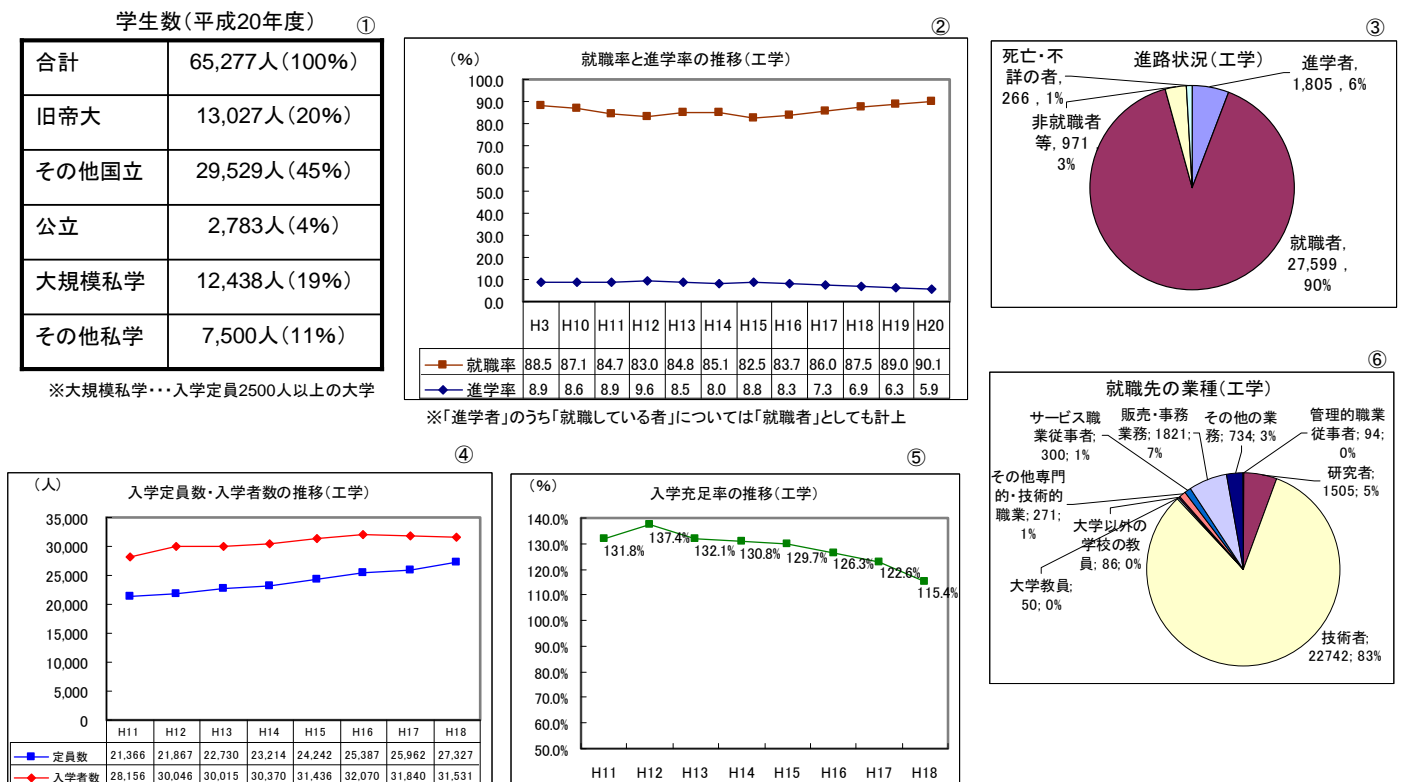 学生数(平成20年度) ①
合計 65,277人(100%)
旧帝大 13,027人(20%)
その他国立 29,529人(45%)
公立 2,783人(4%)
大規模私学 12,438人(19%)
その他私学 7,500人(11%)
※大規模私学・・・入学定員2500人以上の大学
②
(%) 就職率と進学率の推移(工学)
100.0
90.0
80.0
70.0
60.0
50.0
40.0
30.0
20.0
10.0
0.0
H3 H10 H11 H12 H13 H14 H15 H16 H17 H18 H19 H20
就職率 88.5 87.1 84.7 83.0 84.8 85.1 82.5 83.7 86.0 87.5 89.0 90.1
進学率 8.9 8.6 8.9 9.6 8.5 8.0 8.8 8.3 7.3 6.9 6.3 5.9
※「進学者」のうち「就職している者」については「就職者」としても計上
③
進路状況(工学)
死亡・不
詳の者,
266 , 1%
進学者,
1,805 , 6%
非就職者
等, 971 ,
3%
就職者,
27,599 ,
90%
④
(人) 入学定員数・入学者数の推移(工学)
35,000
30,000
25,000
20,000
15,000
10,000
5,000
0
H11 H12 H13 H14 H15 H16 H17 H18
定員数 21,366 21,867 22,730 23,214 24,242 25,387 25,962 27,327
入学者数 28,156 30,046 30,015 30,370 31,436 32,070 31,840 31,531
⑤
(%) 入学充足率の推移(工学)
140.0%
130.0%
120.0%
110.0%
100.0%
90.0%
80.0%
70.0%
60.0%
50.0%
131.8% 137.4% 132.1% 130.8% 129.7% 126.3% 122.6% 115.4%
H11 H12 H13 H14 H15 H16 H17 H18
⑥
就職先の業種(工学)
サービス職
業従事者;
300; 1%
販売・事務
業務; 1821;
7%
その他の業
務; 734; 3%
管理的職業
従事者; 94;
0%
研究者;
1505; 5%
その他専門
的・技術的
職業; 271;
1%
大学以外の
学校の教
員; 86; 0%
大学教員;
50; 0%
技術者;
22742; 83%